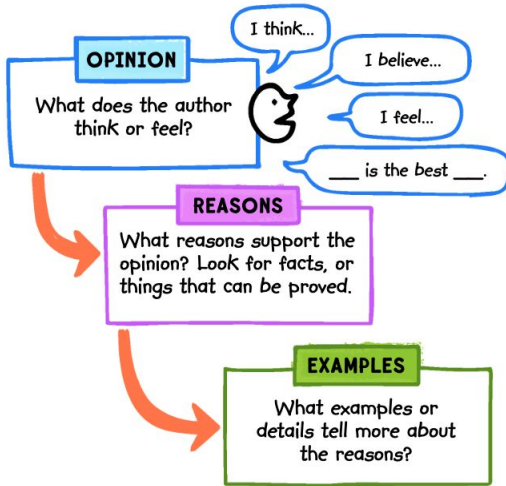 I think...
OPINION
I believe...
What does the author
think or feel?
I feel...
___ is the best ___.
REASONS
What reasons support the
opinion? Look for facts, or
things that can be proved.
EXAMPLES
What examples or
details tell more about
the reasons?